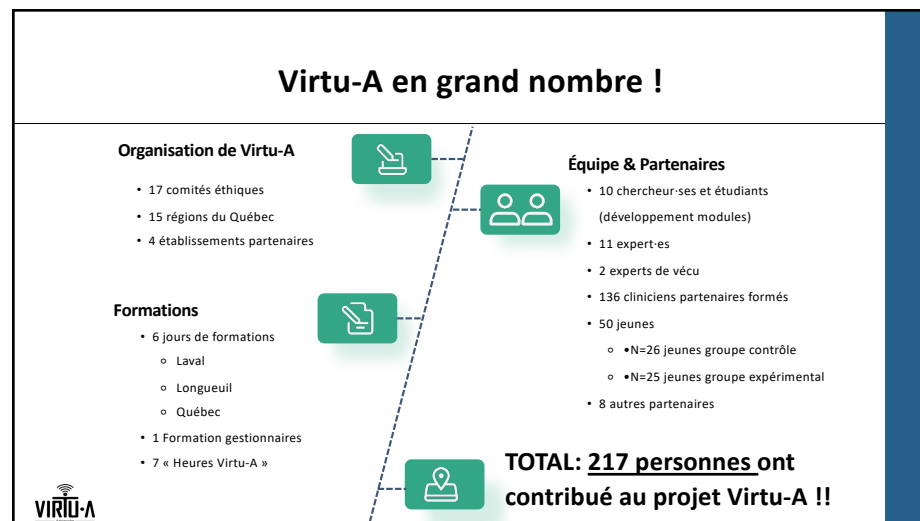 Virtu-A en grand nombre !
Organisation de Virtu-A
• 17 comités éthiques
• 15 régions du Québec
• 4 établissements partenaires
Formations
• 6 jours de formations
○ Laval
○ Longueuil
○ Québec
• 1 Formation gestionnaires
• 7 « Heures Virtu-A »
Équipe & Partenaires
• 10 chercheur·ses et étudiants
(développement modules)
• 11 expert·es
• 2 experts de vécu
• 136 cliniciens partenaires formés
• 50 jeunes
○ •N=26 jeunes groupe contrôle
○ •N=25 jeunes groupe expérimental
• 8 autres partenaires
TOTAL: 217 personnes ont
contribué au projet Virtu-A !!
VIRTU-A